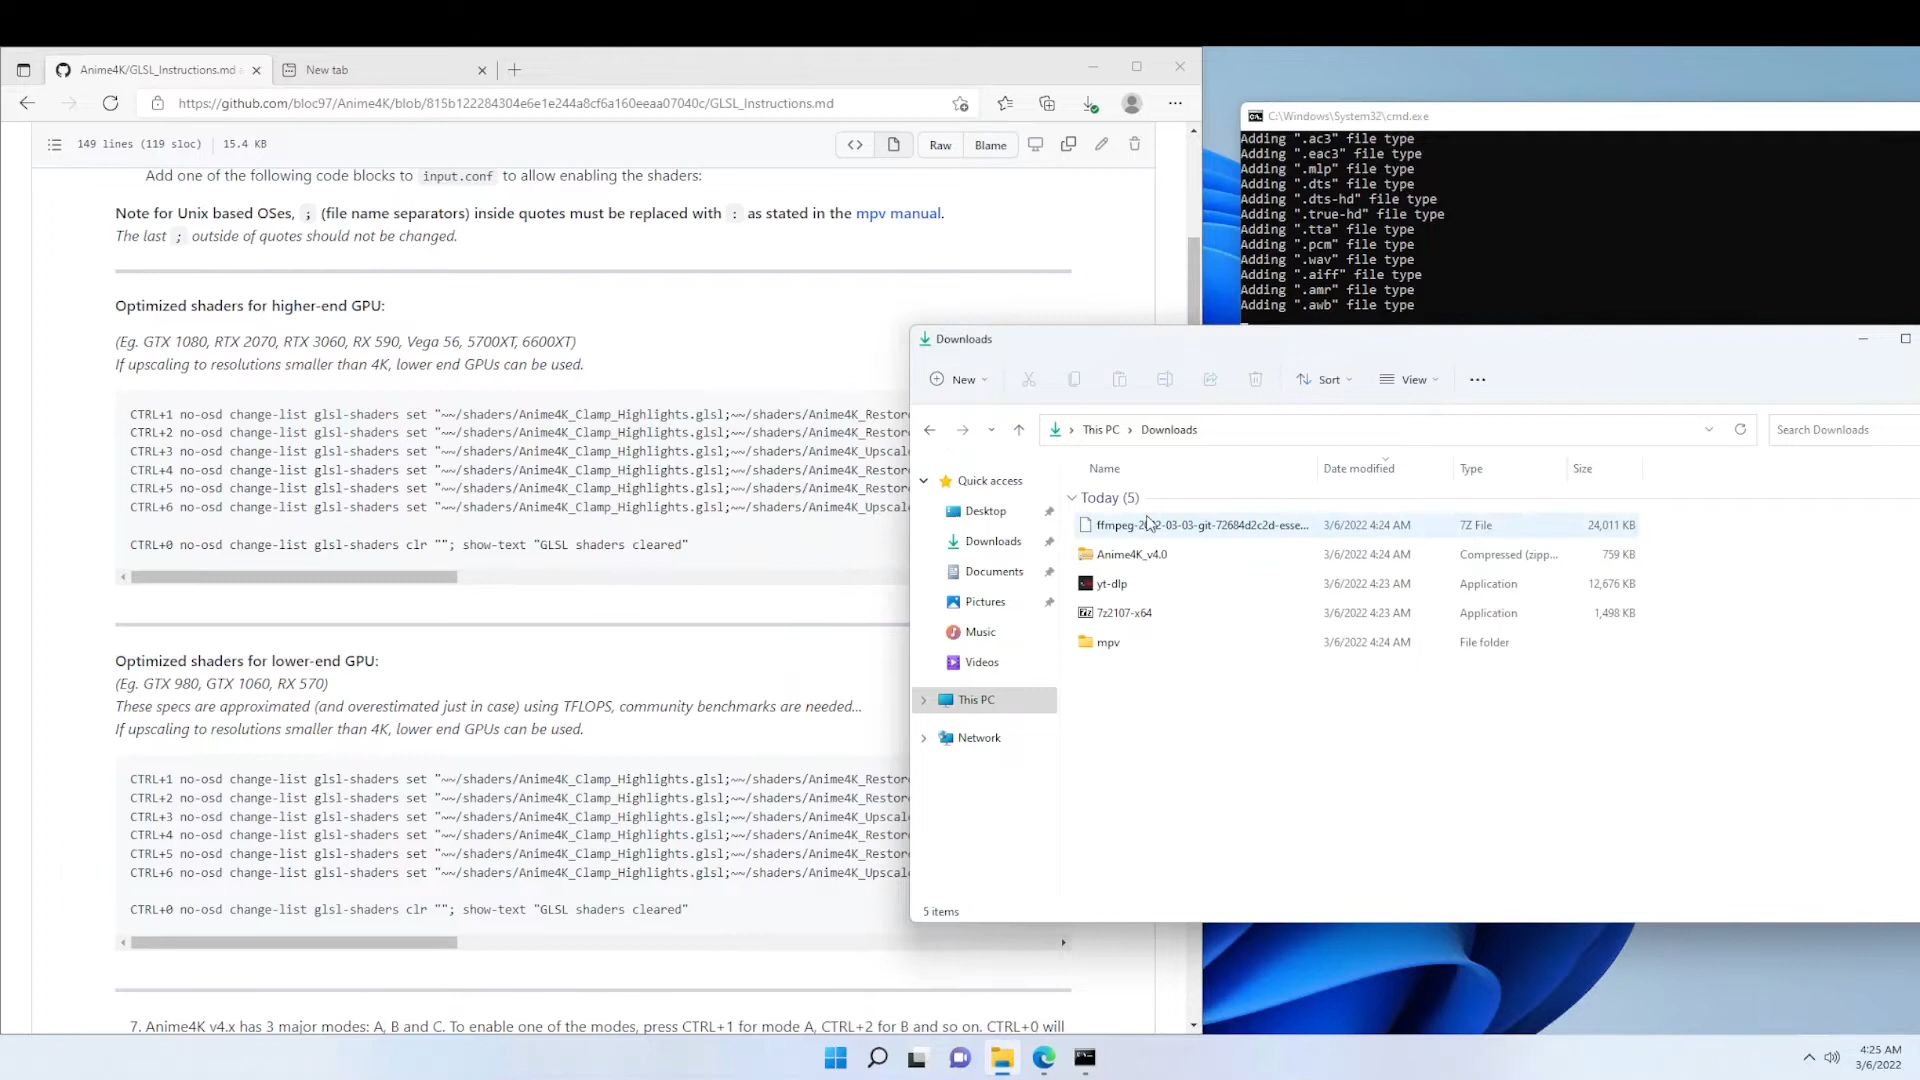 Anime4K/GLSL_Instructions.md
New tab
https://github.com/bloc97/Anime4K/blob/815b122284304e6e1e244a8cf6a160eeaa07040c/GLSL_Instructions.md
149 lines (119 sloc) 15.4 KB
Raw
Blame
Add one of the following code blocks to input.conf to allow enabling the shaders:
Note for Unix based OSes, ; (file name separators) inside quotes must be replaced with : as stated in the mpv manual.
The last ; outside of quotes should not be changed.
Optimized shaders for higher-end GPU:
(Eg. GTX 1080, RTX 2070, RTX 3060, RX 590, Vega 56, 5700XT, 6600XT)
If upscaling to resolutions smaller than 4K, lower end GPUs can be used.
CTRL+1 no-osd change-list glsl-shaders set "~~/shaders/Anime4K_Clamp_Highlights.glsl;~~/shaders/Anime4K_Restor
CTRL+2 no-osd change-list glsl-shaders set "~~/shaders/Anime4K_Clamp_Highlights.glsl;~~/shaders/Anime4K_Restor
CTRL+3 no-osd change-list glsl-shaders set "~~/shaders/Anime4K_Clamp_Highlights.glsl;~~/shaders/Anime4K_Upscal
CTRL+4 no-osd change-list glsl-shaders set "~~/shaders/Anime4K_Clamp_Highlights.glsl;~~/shaders/Anime4K_Restor
CTRL+5 no-osd change-list glsl-shaders set "~~/shaders/Anime4K_Clamp_Highlights.glsl;~~/shaders/Anime4K_Restor
CTRL+6 no-osd change-list glsl-shaders set "~~/shaders/Anime4K_Clamp_Highlights.glsl;~~/shaders/Anime4K_Upscal
CTRL+0 no-osd change-list glsl-shaders clr ""; show-text "GLSL shaders cleared"
Optimized shaders for lower-end GPU:
(Eg. GTX 980, GTX 1060, RX 570)
These specs are approximated (and overestimated just in case) using TFLOPS, community benchmarks are needed...
If upscaling to resolutions smaller than 4K, lower end GPUs can be used.
CTRL+1 no-osd change-list glsl-shaders set "~~/shaders/Anime4K_Clamp_Highlights.glsl;~~/shaders/Anime4K_Restor
CTRL+2 no-osd change-list glsl-shaders set "~~/shaders/Anime4K_Clamp_Highlights.glsl;~~/shaders/Anime4K_Restor
CTRL+3 no-osd change-list glsl-shaders set "~~/shaders/Anime4K_Clamp_Highlights.glsl;~~/shaders/Anime4K_Upscal
CTRL+4 no-osd change-list glsl-shaders set "~~/shaders/Anime4K_Clamp_Highlights.glsl;~~/shaders/Anime4K_Restor
CTRL+5 no-osd change-list glsl-shaders set "~~/shaders/Anime4K_Clamp_Highlights.glsl;~~/shaders/Anime4K_Restor
CTRL+6 no-osd change-list glsl-shaders set "~~/shaders/Anime4K_Clamp_Highlights.glsl;~~/shaders/Anime4K_Upscal
CTRL+0 no-osd change-list glsl-shaders clr ""; show-text "GLSL shaders cleared"
7. Anime4K v4.x has 3 major modes: A, B and C. To enable one of the modes, press CTRL+1 for mode A, CTRL+2 for B and so on. CTRL+0 will
C:\Windows\System32\cmd.exe
Adding ".ac3" file type
Adding ".eac3" file type
Adding ".mlp" file type
Adding ".dts" file type
Adding ".dts-hd" file type
Adding ".true-hd" file type
Adding ".tta" file type
Adding ".pcm" file type
Adding ".wav" file type
Adding ".aiff" file type
Adding ".amr" file type
Adding ".awb" file type
Downloads
New
Sort
View
This PC > Downloads
Search Downloads
Name Date modified Type Size
Quick access
Desktop
Downloads
Documents
Pictures
Music
Videos
This PC
Network
Today (5)
ffmpeg-2022-03-03-git-72684d2c2d-esse... 3/6/2022 4:24 AM 7Z File 24,011 KB
Anime4K_v4.0 3/6/2022 4:24 AM Compressed (zipp... 759 KB
yt-dlp 3/6/2022 4:23 AM Application 12,676 KB
7z2107-x64 3/6/2022 4:23 AM Application 1,498 KB
mpv 3/6/2022 4:24 AM File folder
5 items
4:25 AM
3/6/2022